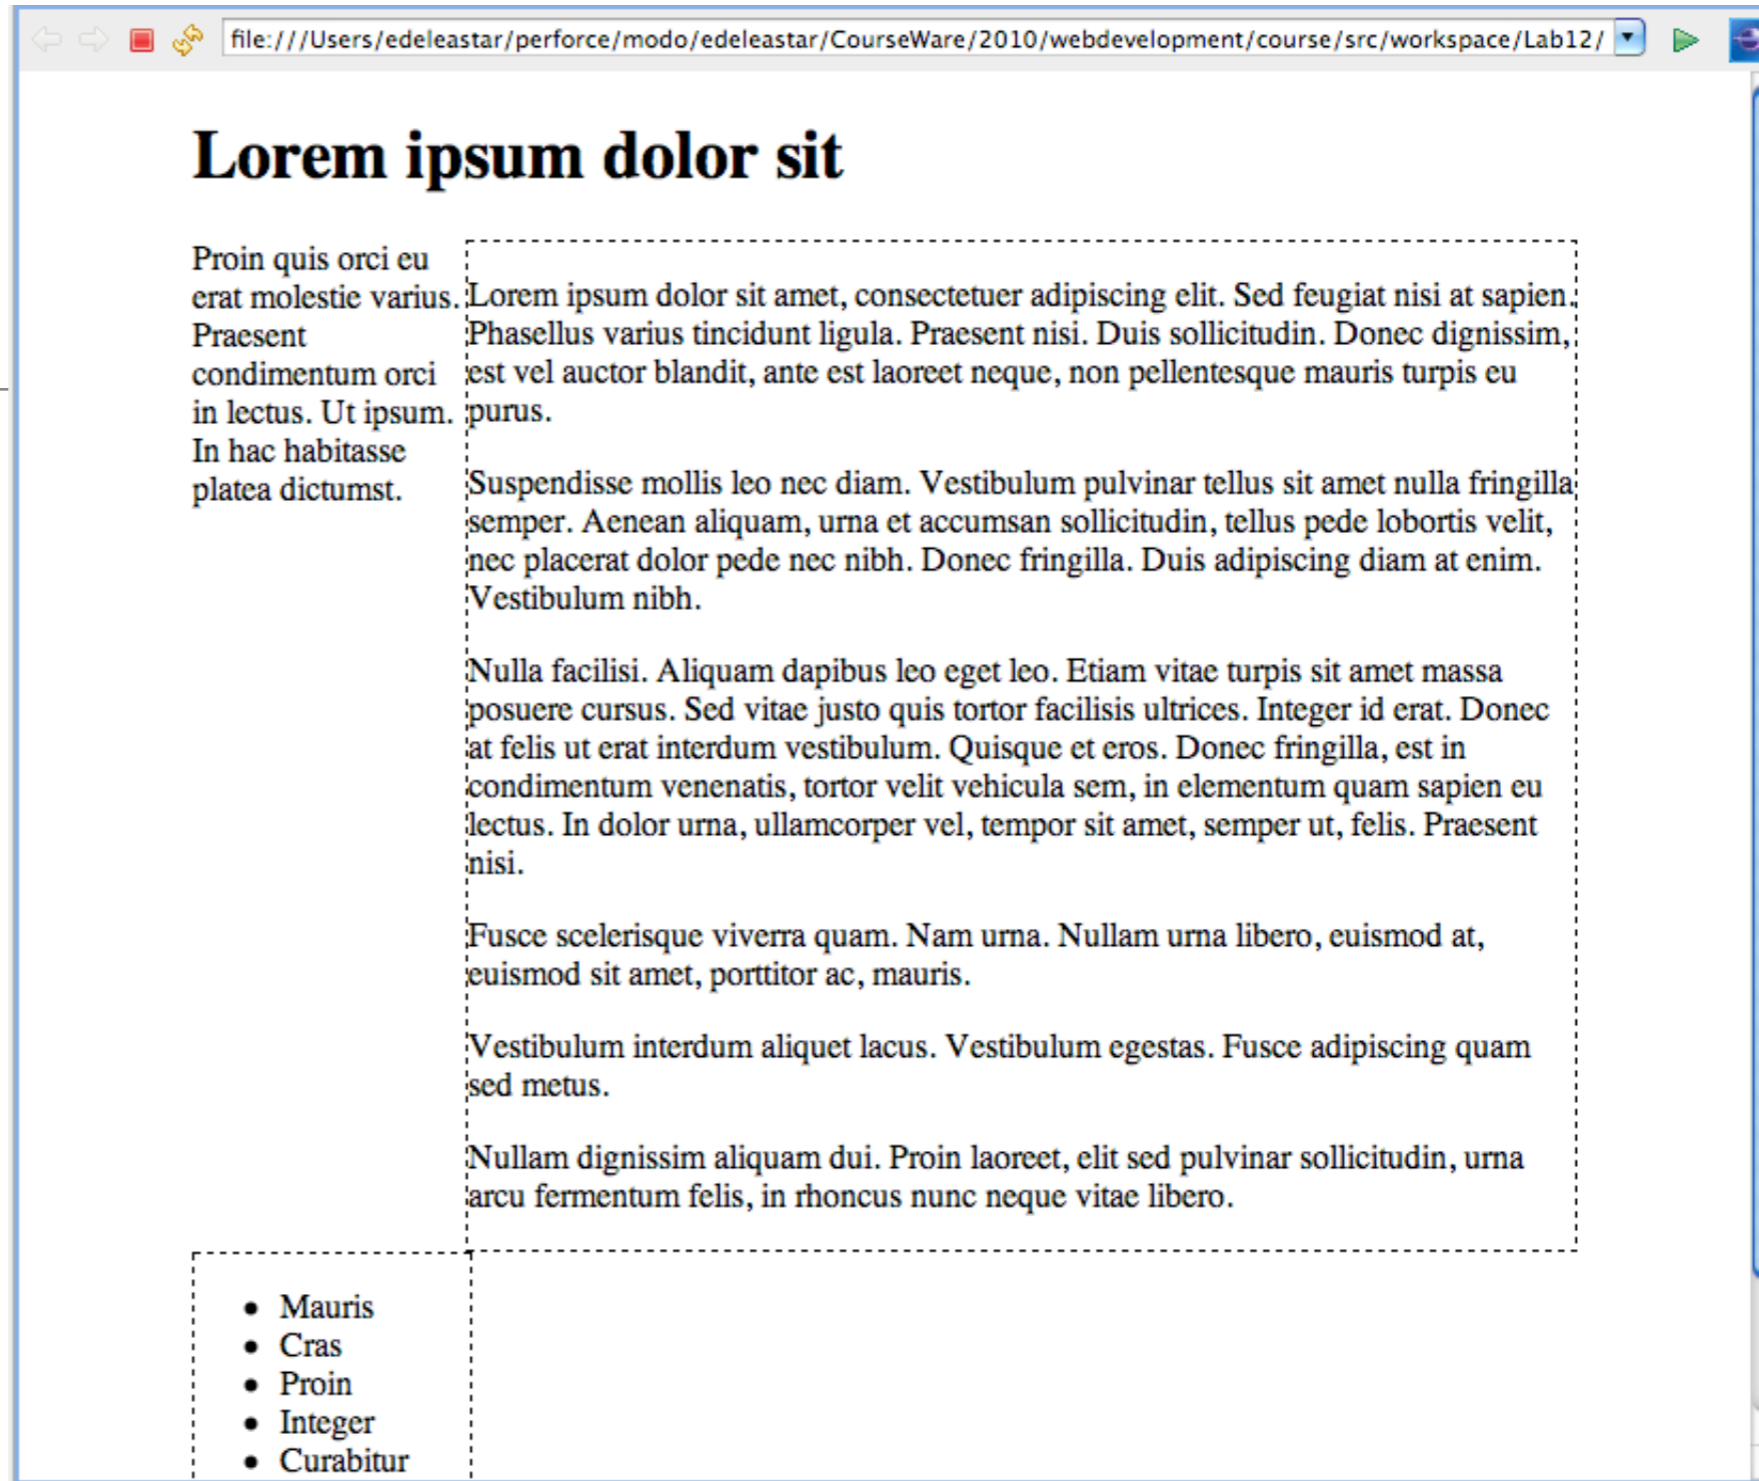 file:///Users/edeleastar/perforce/modo/edeleastar/CourseWare/2010/webdevelopment/course/src/workspace/Lab12/
Lorem ipsum dolor sit
Proin quis orci eu
erat molestie varius.
Praesent
condimentum orci
in lectus. Ut ipsum.
In hac habitasse
platea dictumst.
Lorem ipsum dolor sit amet, consectetuer adipiscing elit. Sed feugiat nisi at sapien.
Phasellus varius tincidunt ligula. Praesent nisi. Duis sollicitudin. Donec dignissim,
est vel auctor blandit, ante est laoreet neque, non pellentesque mauris turpis eu
purus.
Suspendisse mollis leo nec diam. Vestibulum pulvinar tellus sit amet nulla fringilla
semper. Aenean aliquam, urna et accumsan sollicitudin, tellus pede lobortis velit,
nec placerat dolor pede nec nibh. Donec fringilla. Duis adipiscing diam at enim.
Vestibulum nibh.
Nulla facilisi. Aliquam dapibus leo eget leo. Etiam vitae turpis sit amet massa
posuere cursus. Sed vitae justo quis tortor facilisis ultrices. Integer id erat. Donec
at felis ut erat interdum vestibulum. Quisque et eros. Donec fringilla, est in
condimentum venenatis, tortor velit vehicula sem, in elementum quam sapien eu
lectus. In dolor urna, ullamcorper vel, tempor sit amet, semper ut, felis. Praesent
nisi.
Fusce scelerisque viverra quam. Nam urna. Nullam urna libero, euismod at,
euismod sit amet, porttitor ac, mauris.
Vestibulum interdum aliquet lacus. Vestibulum egestas. Fusce adipiscing quam
sed metus.
Nullam dignissim aliquam dui. Proin laoreet, elit sed pulvinar sollicitudin, urna
arcu fermentum felis, in rhoncus nunc neque vitae libero.
• Mauris
• Cras
• Proin
• Integer
• Curabitur